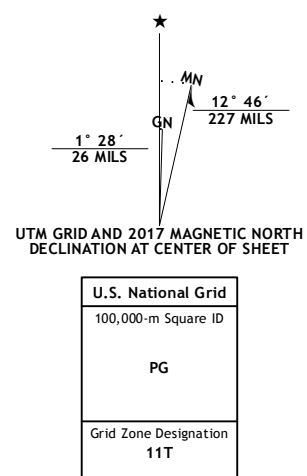 MN
GN
12° 46´
227 MILS
1° 28´
26 MILS
UTM GRID AND 2017 MAGNETIC NORTH
DECLINATION AT CENTER OF SHEET
U.S. National Grid
100,000-m Square ID
PG
Grid Zone Designation
11T